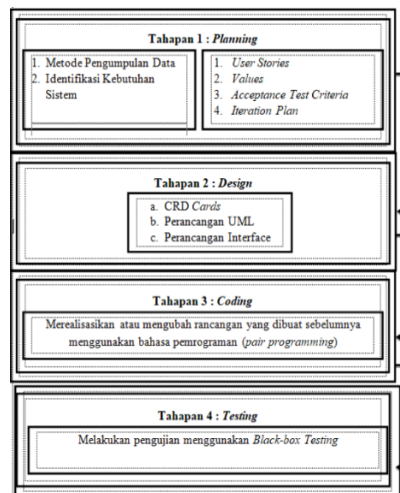 Tahapan 1 : Planning
1. Metode Pengumpulan Data
2. Identifikasi Kebutuhan
Sistem
1. User Stories
2. Values
3. Acceptance Test Criteria
4. Iteration Plan
Tahapan 2 : Design
a. CRD Cards
b. Perancangan UML
c. Perancangan Interface
Tahapan 3 : Coding
Merealisasikan atau mengubah rancangan yang dibuat sebelumnya
menggunakan bahasa pemrograman (pair programming)
Tahapan 4 : Testing
Melakukan pengujian menggunakan Black-box Testing